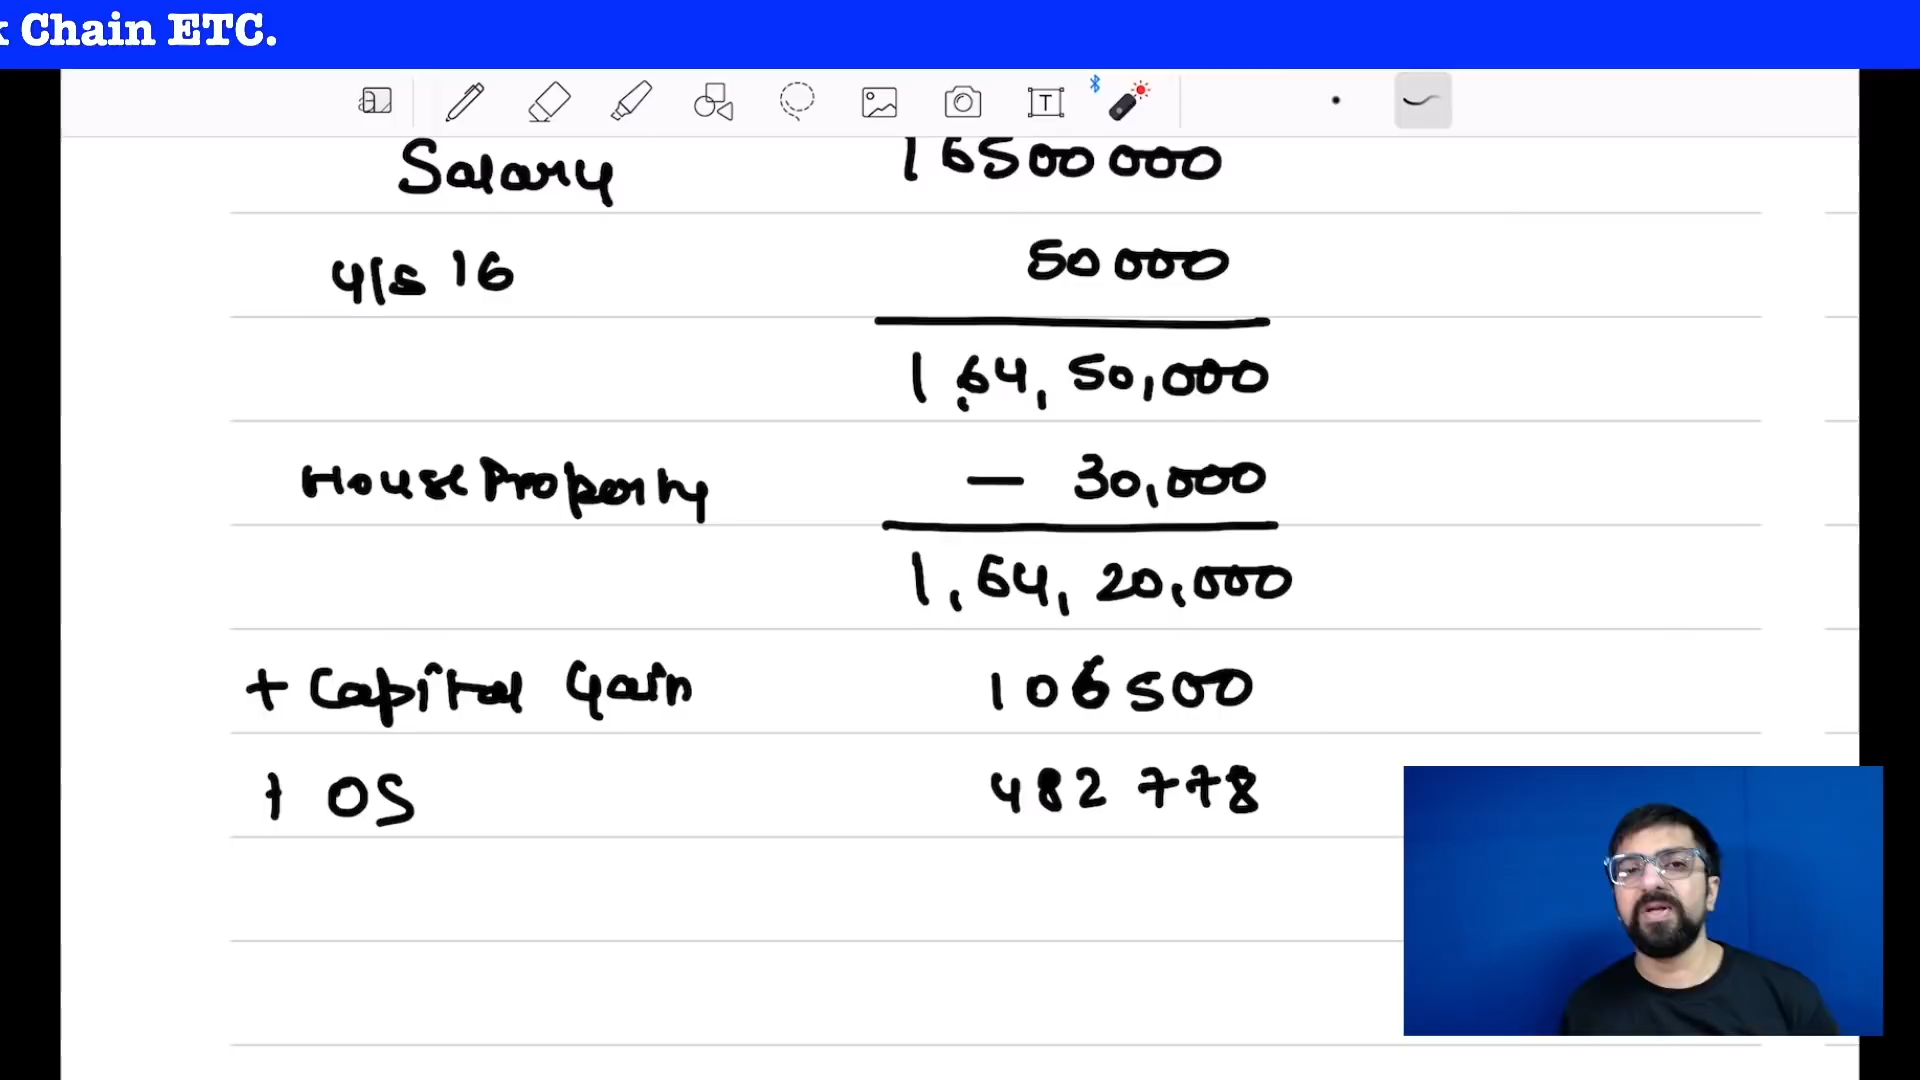 k Chain ETC.
T
Salary 16500000
u/s 16 50000
1,64,50,000
House Property - 30,000
1,64,20,000
+ Capital Gain 106500
+ OS 482778